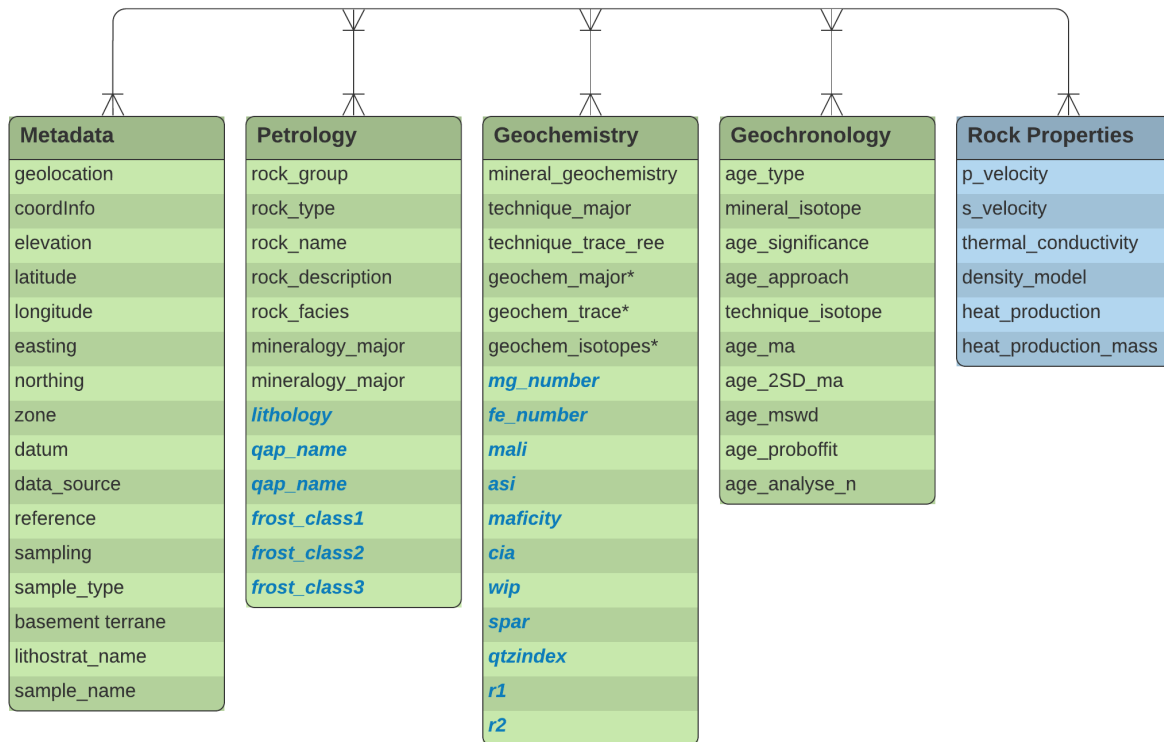 Metadata
geolocation
coordInfo
elevation
latitude
longitude
easting
northing
zone
datum
data_source
reference
sampling
sample_type
basement terrane
lithostrat_name
sample_name
Petrology
rock_group
rock_type
rock_name
rock_description
rock_facies
mineralogy_major
mineralogy_major
lithology
qap_name
qap_name
frost_class1
frost_class2
frost_class3
Geochemistry
mineral_geochemistry
technique_major
technique_trace_ree
geochem_major*
geochem_trace*
geochem_isotopes*
mg_number
fe_number
mali
asi
maficity
cia
wip
spar
qtzindex
r1
r2
Geochronology
age_type
mineral_isotope
age_significance
age_approach
technique_isotope
age_ma
age_2SD_ma
age_mswd
age_proboffit
age_analyse_n
Rock Properties
p_velocity
s_velocity
thermal_conductivity
density_model
heat_production
heat_production_mass